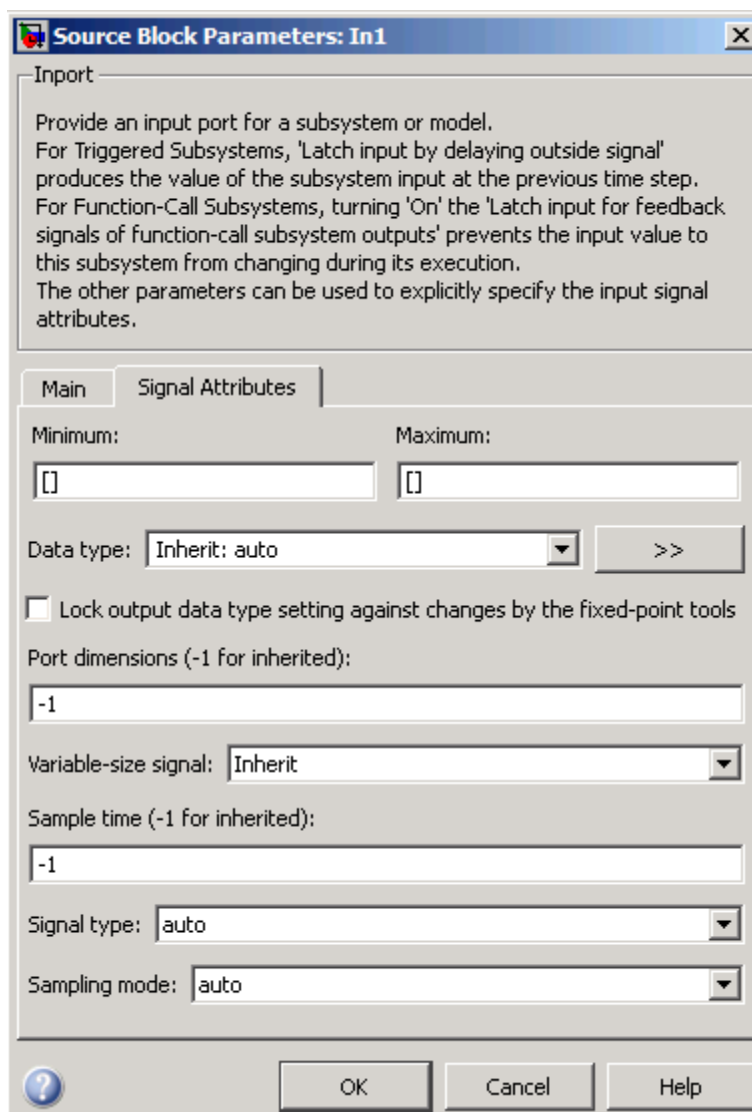 Source Block Parameters: In1
Inport
Provide an input port for a subsystem or model.
For Triggered Subsystems, 'Latch input by delaying outside signal'
produces the value of the subsystem input at the previous time step.
For Function-Call Subsystems, turning 'On' the 'Latch input for feedback
signals of function-call subsystem outputs' prevents the input value to
this subsystem from changing during its execution.
The other parameters can be used to explicitly specify the input signal
attributes.
Main Signal Attributes
Minimum: Maximum:
[] []
Data type: Inherit: auto >>
Lock output data type setting against changes by the fixed-point tools
Port dimensions (-1 for inherited):
-1
Variable-size signal: Inherit
Sample time (-1 for inherited):
-1
Signal type: auto
Sampling mode: auto
? OK Cancel Help